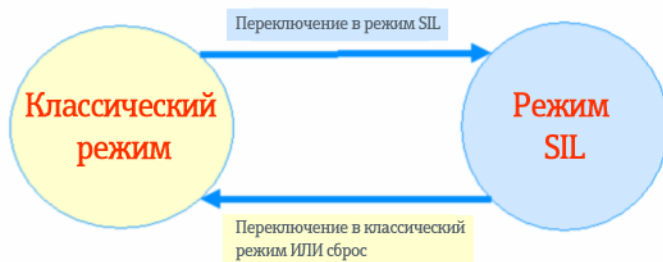 Переключение в режим SIL
Классический
режим
Режим
SIL
Переключение в классический
режим ИЛИ сброс